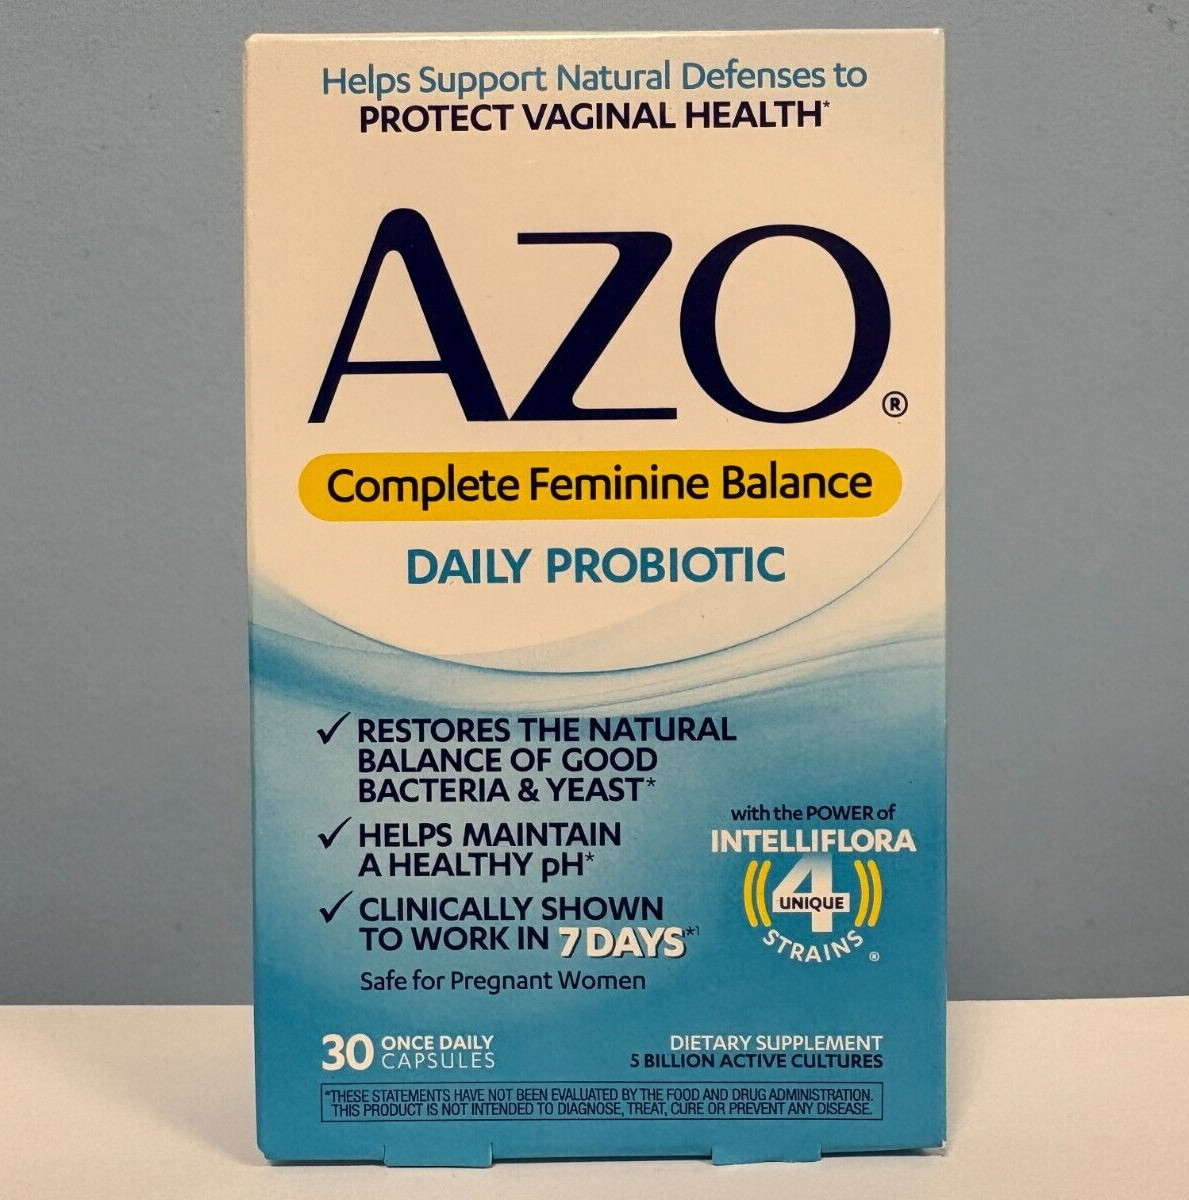 Helps Support Natural Defenses to
PROTECT VAGINAL HEALTH*
AZO®
Complete Feminine Balance
DAILY PROBIOTIC
✓ RESTORES THE NATURAL
BALANCE OF GOOD
BACTERIA & YEAST*
✓ HELPS MAINTAIN
A HEALTHY pH*
✓ CLINICALLY SHOWN
TO WORK IN 7 DAYS*¹
Safe for Pregnant Women
with the POWER of
INTELLIFLORA
4
UNIQUE
STRAINS®
30 ONCE DAILY
CAPSULES
DIETARY SUPPLEMENT
5 BILLION ACTIVE CULTURES
*THESE STATEMENTS HAVE NOT BEEN EVALUATED BY THE FOOD AND DRUG ADMINISTRATION.
THIS PRODUCT IS NOT INTENDED TO DIAGNOSE, TREAT, CURE OR PREVENT ANY DISEASE.